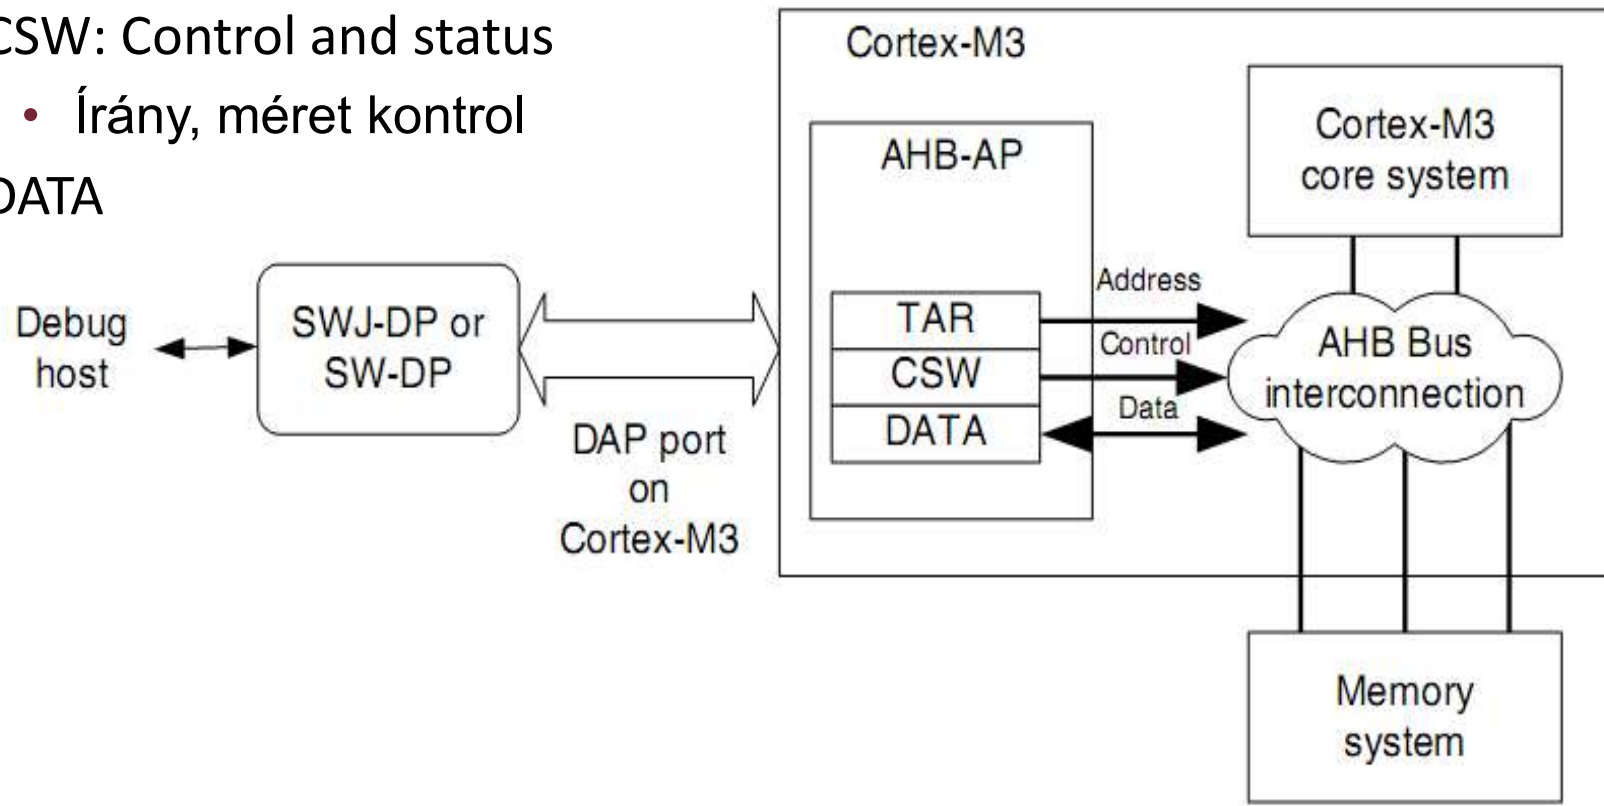 CSW: Control and status
• Írány, méret kontrol
DATA
Cortex-M3
AHB-AP
Cortex-M3
core system
Debug
host
SWJ-DP or
SW-DP
DAP port
on
Cortex-M3
TAR
CSW
DATA
Address
Control
Data
AHB Bus
interconnection
Memory
system